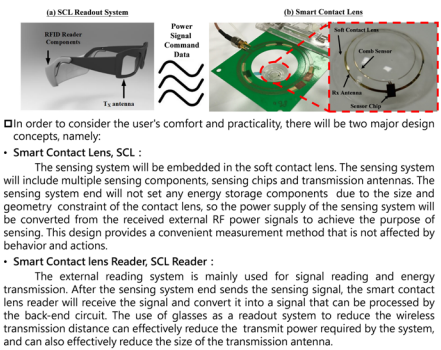 (a) SCL Readout System
Power
Signal
Command
Data
(b) Smart Contact Lens
RFID Reader
Components
TX antenna
Soft Contact Lens
Comb Sensor
Rx Antenna
Sensor Chip
❑In order to consider the user's comfort and practicality, there will be two major design
concepts, namely:
• Smart Contact Lens, SCL：
The sensing system will be embedded in the soft contact lens. The sensing system
will include multiple sensing components, sensing chips and transmission antennas. The
sensing system end will not set any energy storage components due to the size and
geometry constraint of the contact lens, so the power supply of the sensing system will
be converted from the received external RF power signals to achieve the purpose of
sensing. This design provides a convenient measurement method that is not affected by
behavior and actions.
• Smart Contact lens Reader, SCL Reader：
The external reading system is mainly used for signal reading and energy
transmission. After the sensing system end sends the sensing signal, the smart contact
lens reader will receive the signal and convert it into a signal that can be processed by
the back-end circuit. The use of glasses as a readout system to reduce the wireless
transmission distance can effectively reduce the transmit power required by the system,
and can also effectively reduce the size of the transmission antenna.